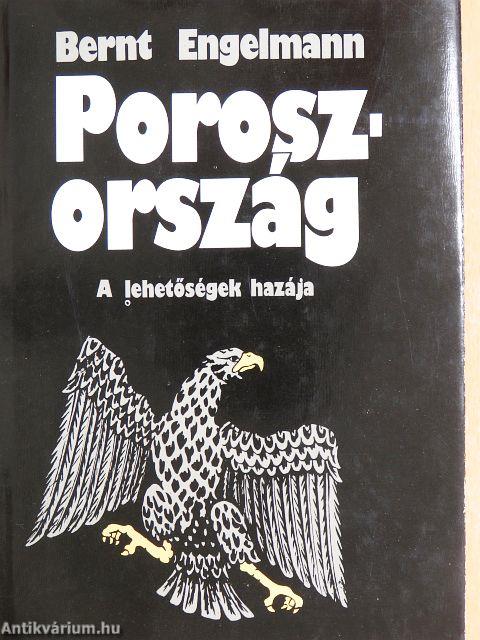 Bernt Engelmann
Porosz-
ország
A lehetőségek hazája
Antikvárium.hu